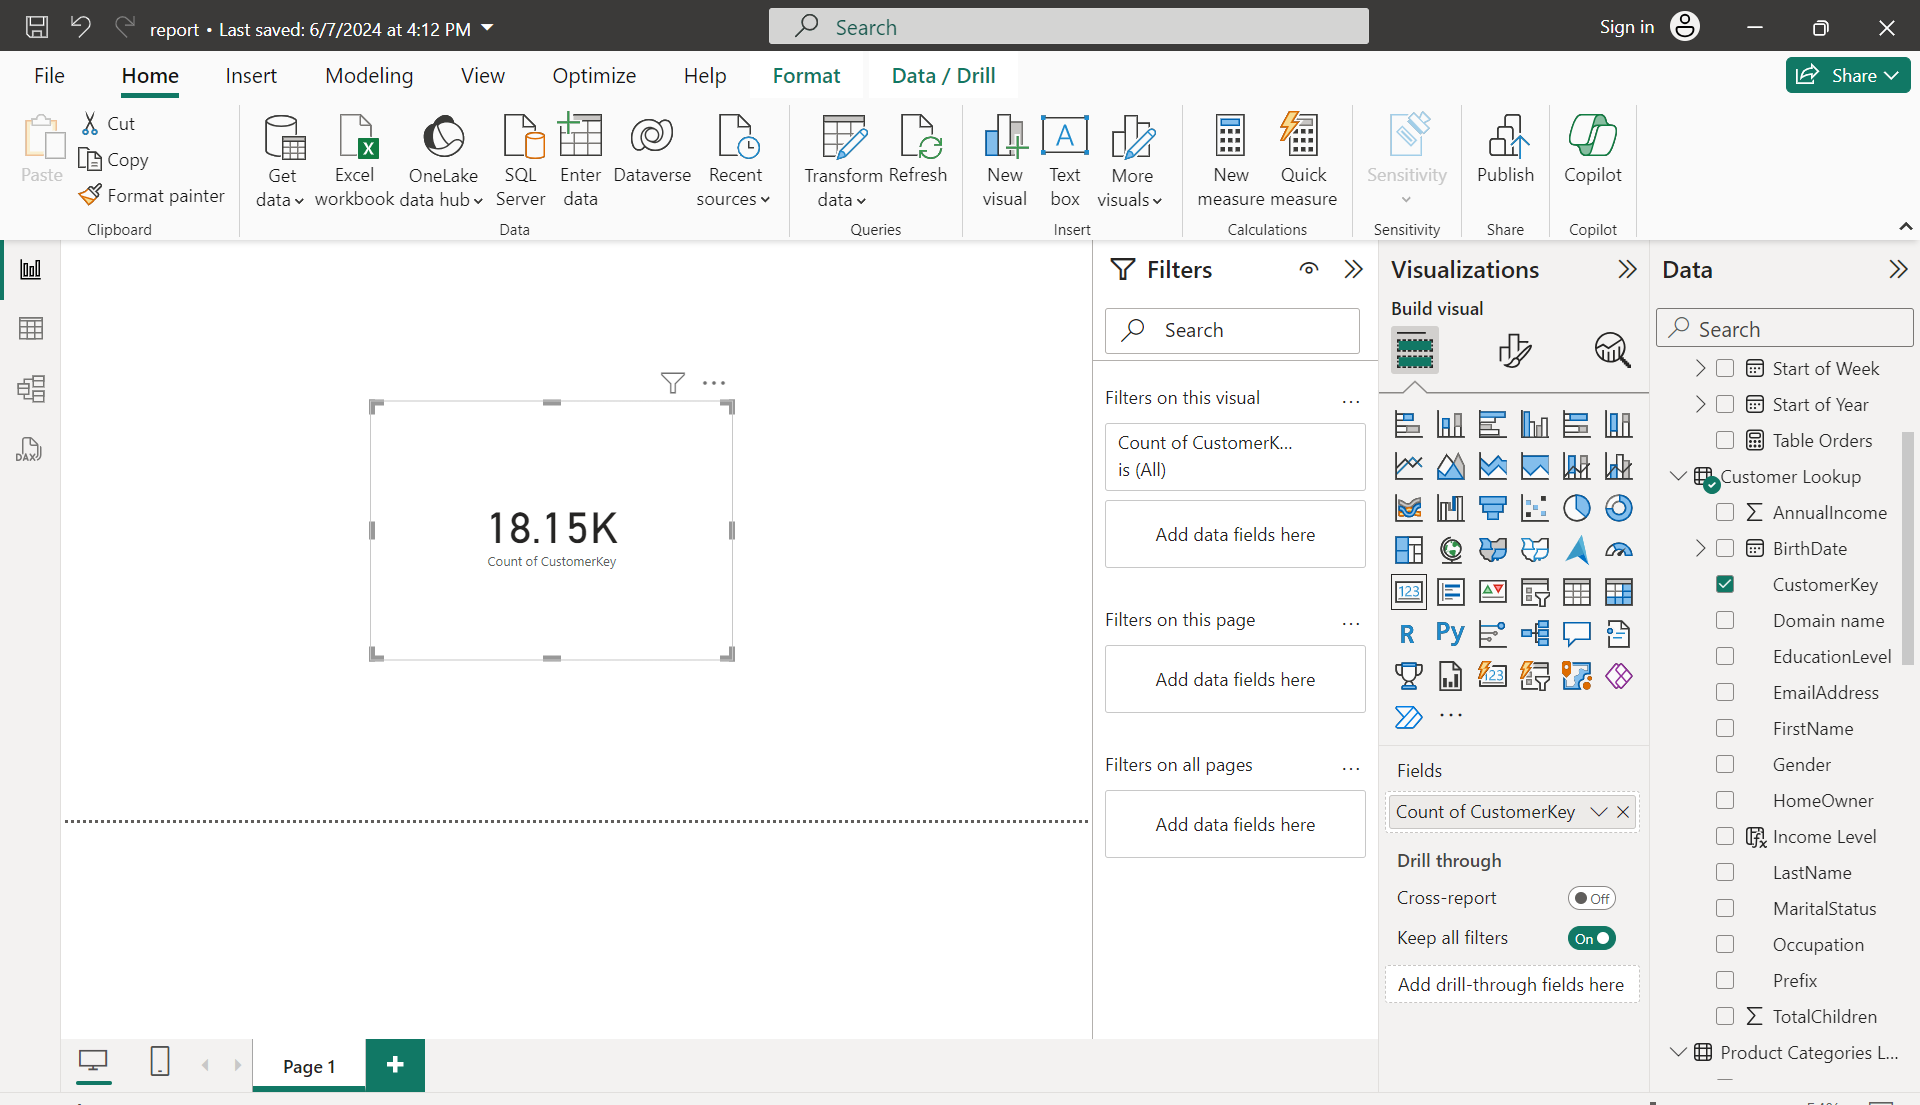 report • Last saved: 6/7/2024 at 4:12 PM
Search
Sign in
File Home Insert Modeling View Optimize Help Format Data / Drill
Share
Paste
Cut
Copy
Format painter
Clipboard
Get data
Excel workbook
OneLake data hub
SQL Server
Enter data
Dataverse
Recent sources
Data
Transform data
Refresh
Queries
New visual
Text box
More visuals
Insert
New measure
Quick measure
Calculations
Sensitivity
Sensitivity
Publish
Share
Copilot
Copilot
DAX
18.15K
Count of CustomerKey
Filters
Search
Filters on this visual ...
Count of CustomerK...
is (All)
Add data fields here
Filters on this page ...
Add data fields here
Filters on all pages ...
Add data fields here
Visualizations
Build visual
123
R Py
123
Fields
Count of CustomerKey
Drill through
Cross-report Off
Keep all filters On
Add drill-through fields here
Data
Search
Start of Week
Start of Year
Table Orders
Customer Lookup
AnnualIncome
BirthDate
CustomerKey
Domain name
EducationLevel
EmailAddress
FirstName
Gender
HomeOwner
Income Level
LastName
MaritalStatus
Occupation
Prefix
TotalChildren
Product Categories L...
Page 1